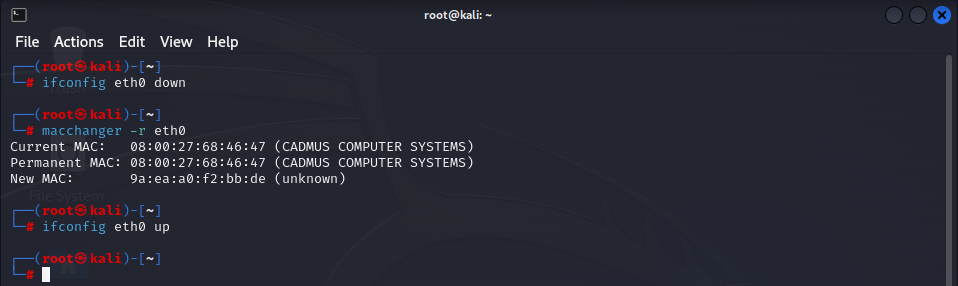 root@kali: ~
File Actions Edit View Help
┌──(root㉿kali)-[~]
└─# ifconfig eth0 down
┌──(root㉿kali)-[~]
└─# macchanger -r eth0
Current MAC:   08:00:27:68:46:47 (CADMUS COMPUTER SYSTEMS)
Permanent MAC: 08:00:27:68:46:47 (CADMUS COMPUTER SYSTEMS)
New MAC:       9a:ea:a0:f2:bb:de (unknown)
File System
┌──(root㉿kali)-[~]
└─# ifconfig eth0 up
┌──(root㉿kali)-[~]
└─#